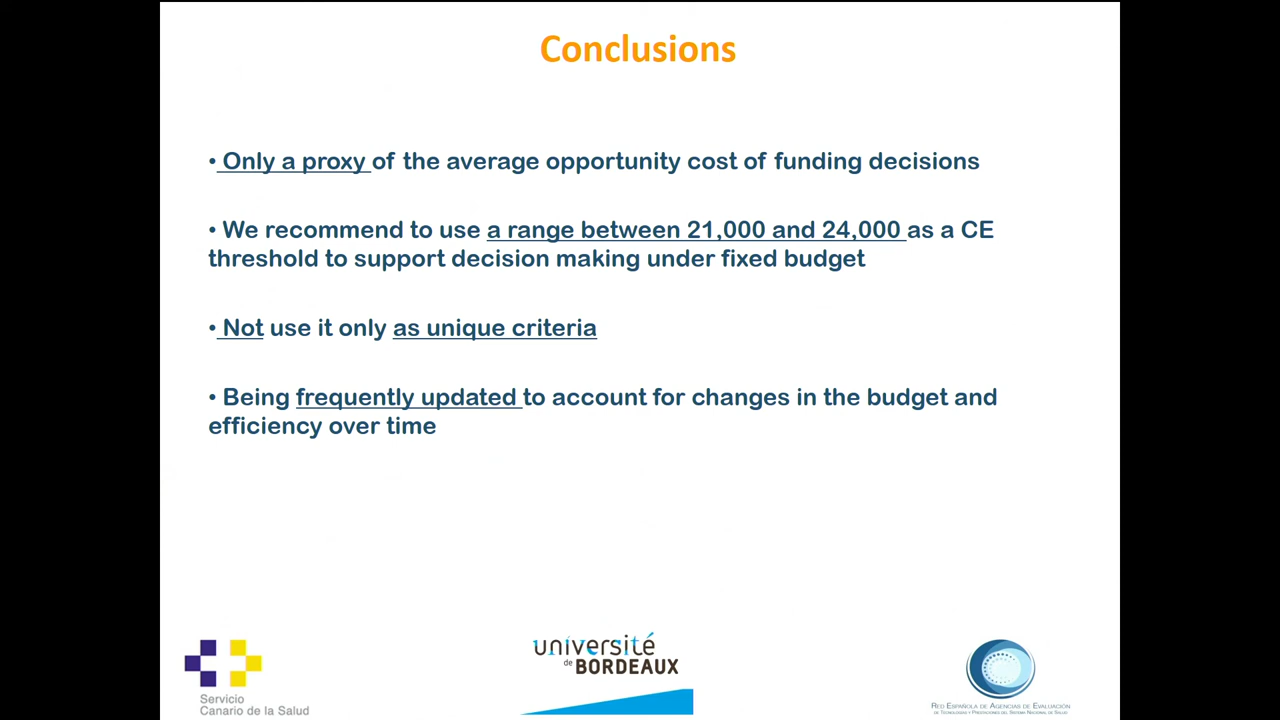 Conclusions
• Only a proxy of the average opportunity cost of funding decisions
• We recommend to use a range between 21,000 and 24,000 as a CE
threshold to support decision making under fixed budget
• Not use it only as unique criteria
• Being frequently updated to account for changes in the budget and
efficiency over time
Servicio
Canario de la Salud
université
de BORDEAUX
RED ESPAÑOLA DE AGENCIAS DE EVALUACIÓN
DE TECNOLOGÍAS Y PRESTACIONES DEL SISTEMA NACIONAL DE SALUD